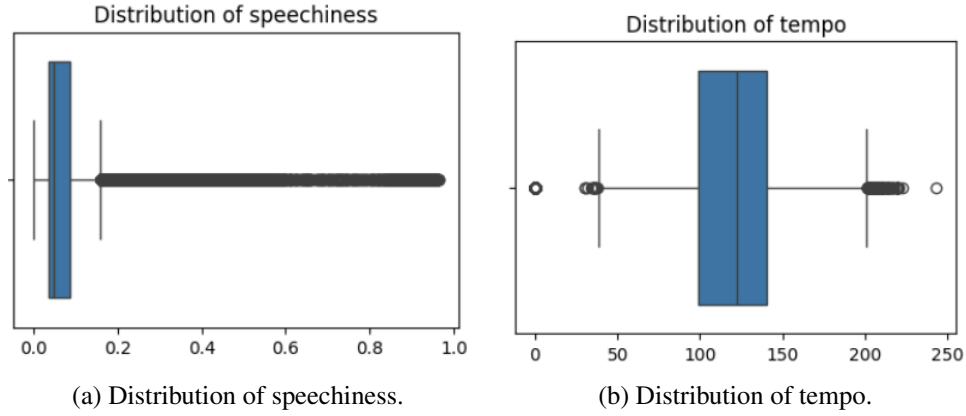 Distribution of speechiness
0.0 0.2 0.4 0.6 0.8 1.0
(a) Distribution of speechiness.
Distribution of tempo
0 50 100 150 200 250
(b) Distribution of tempo.